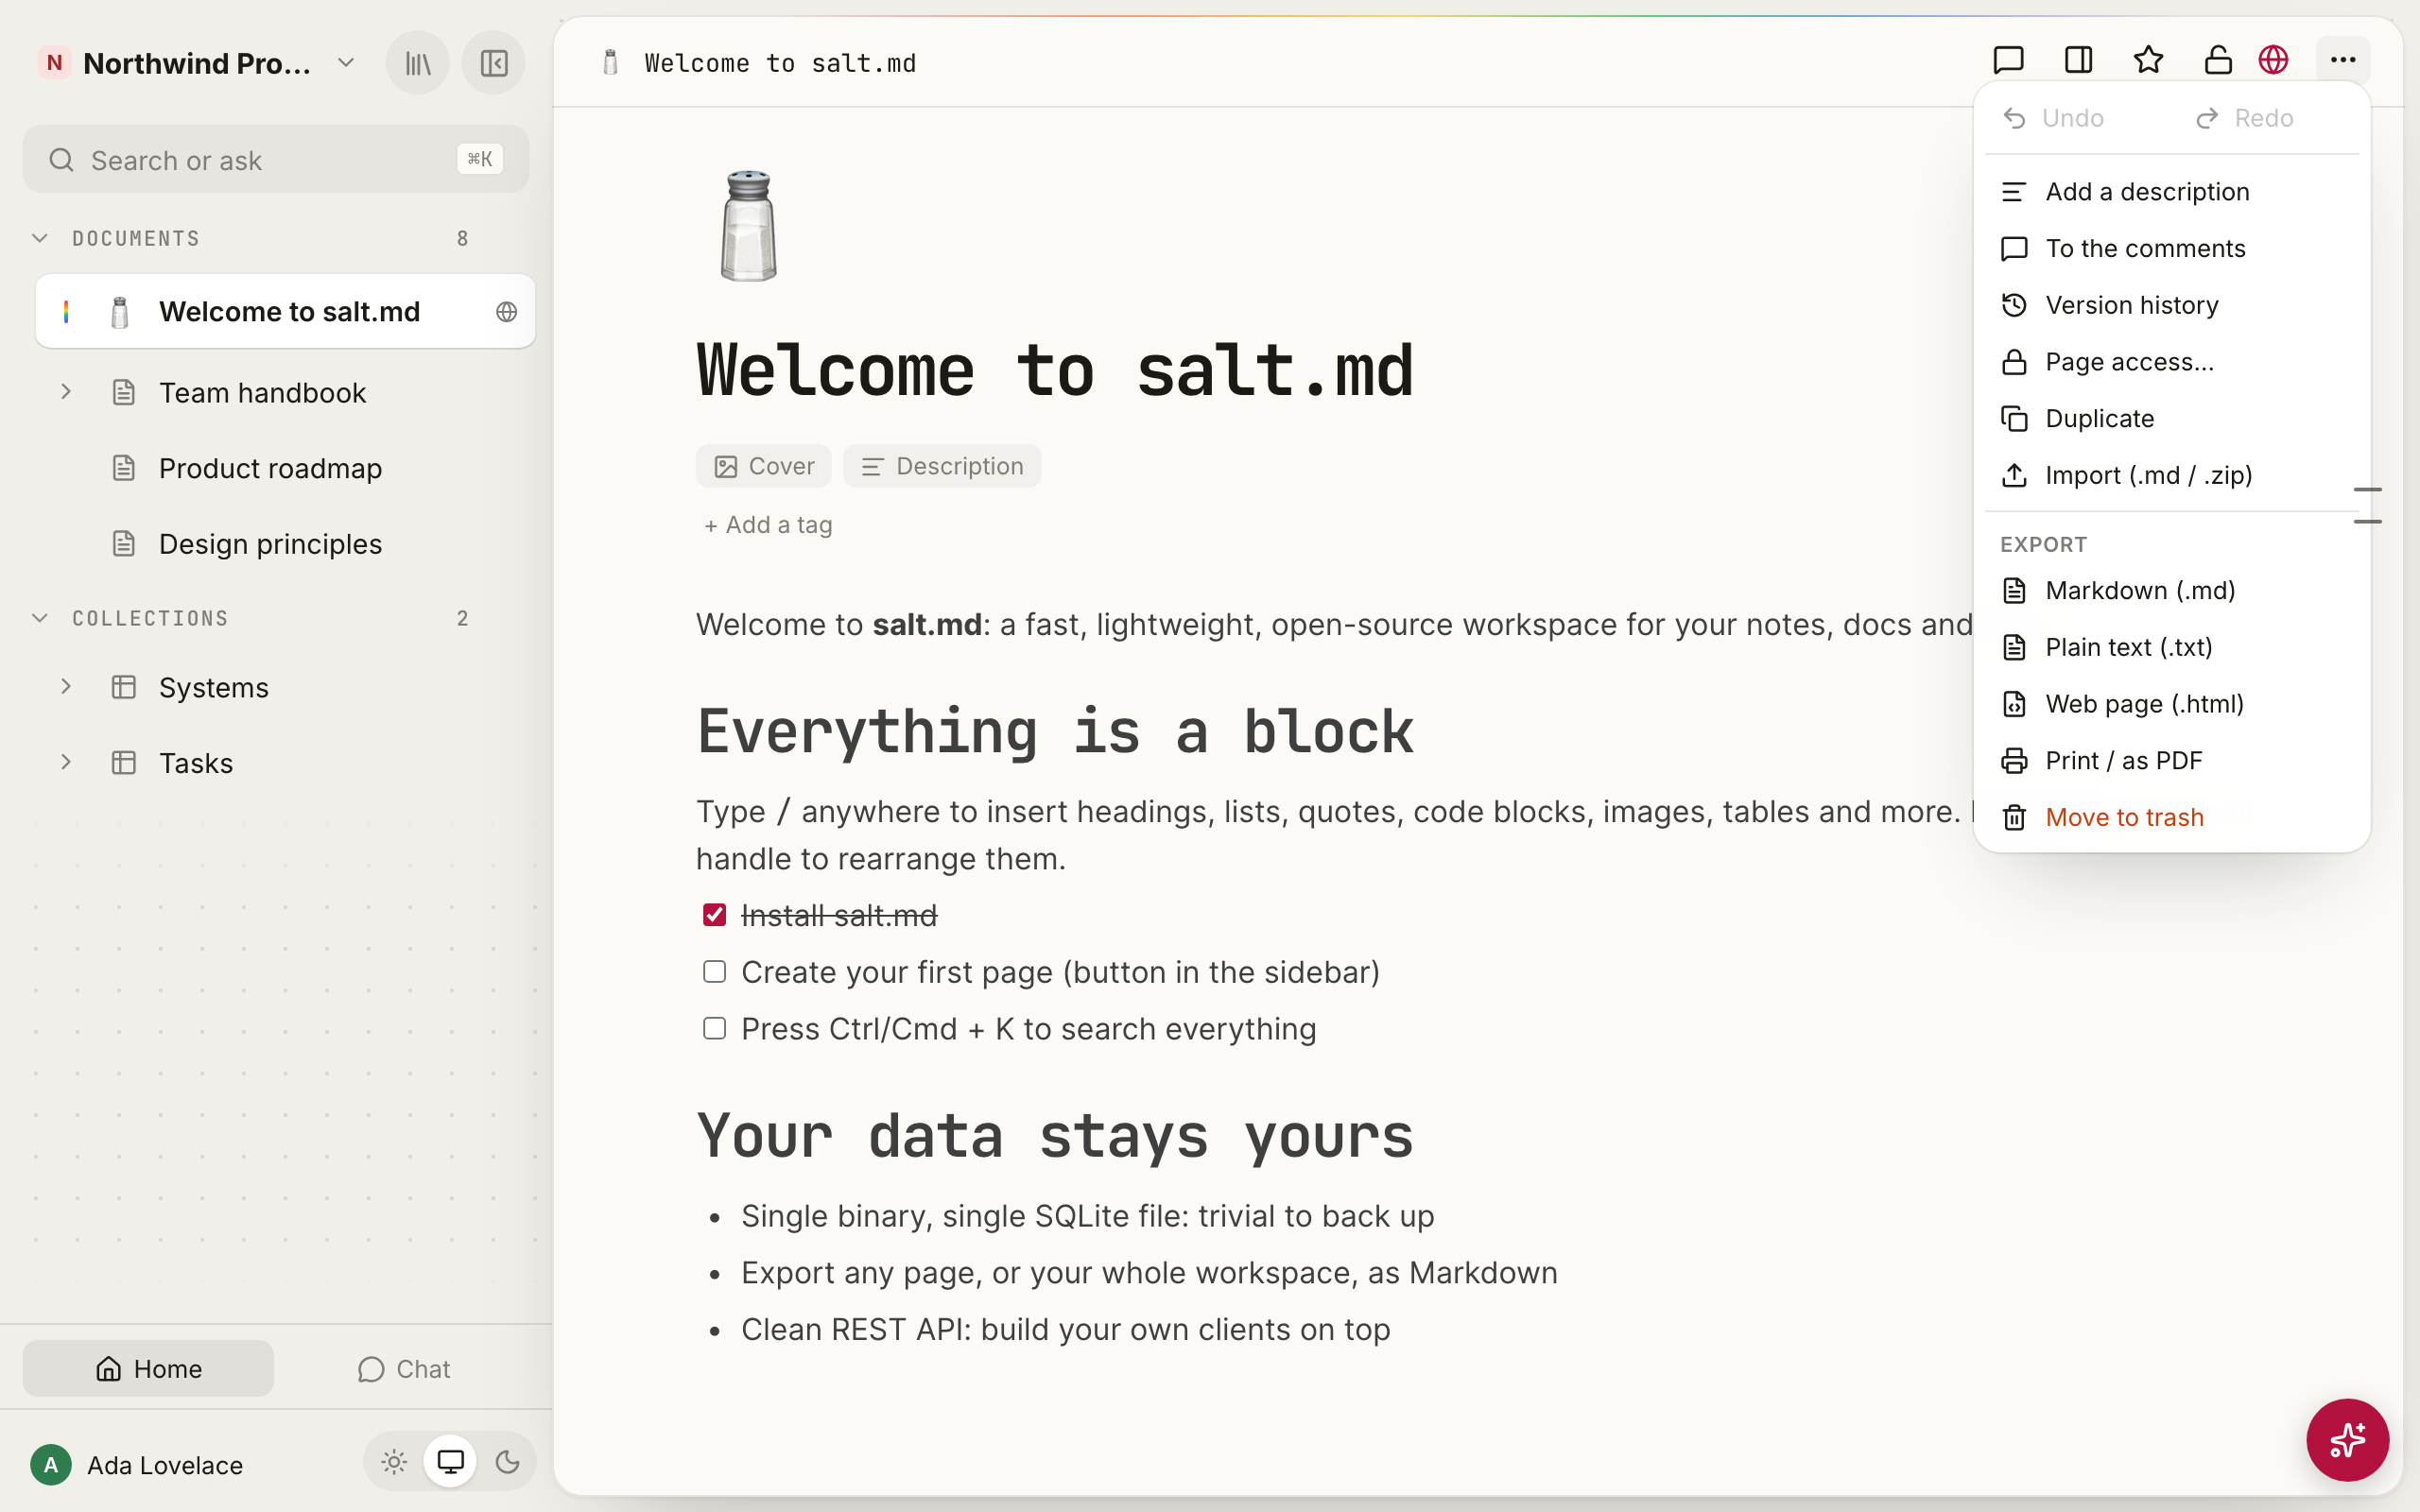 N Northwind Pro...
Search or ask ⌘K
DOCUMENTS 8
Welcome to salt.md
Team handbook
Product roadmap
Design principles
COLLECTIONS 2
Systems
Tasks
Home Chat
A Ada Lovelace
Welcome to salt.md
Welcome to salt.md
Cover Description
+ Add a tag
Welcome to salt.md: a fast, lightweight, open-source workspace for your notes, docs and
Everything is a block
Type / anywhere to insert headings, lists, quotes, code blocks, images, tables and more.
handle to rearrange them.
Install salt.md
Create your first page (button in the sidebar)
Press Ctrl/Cmd + K to search everything
Your data stays yours
• Single binary, single SQLite file: trivial to back up
• Export any page, or your whole workspace, as Markdown
• Clean REST API: build your own clients on top
Undo Redo
Add a description
To the comments
Version history
Page access...
Duplicate
Import (.md / .zip)
EXPORT
Markdown (.md)
Plain text (.txt)
Web page (.html)
Print / as PDF
Move to trash